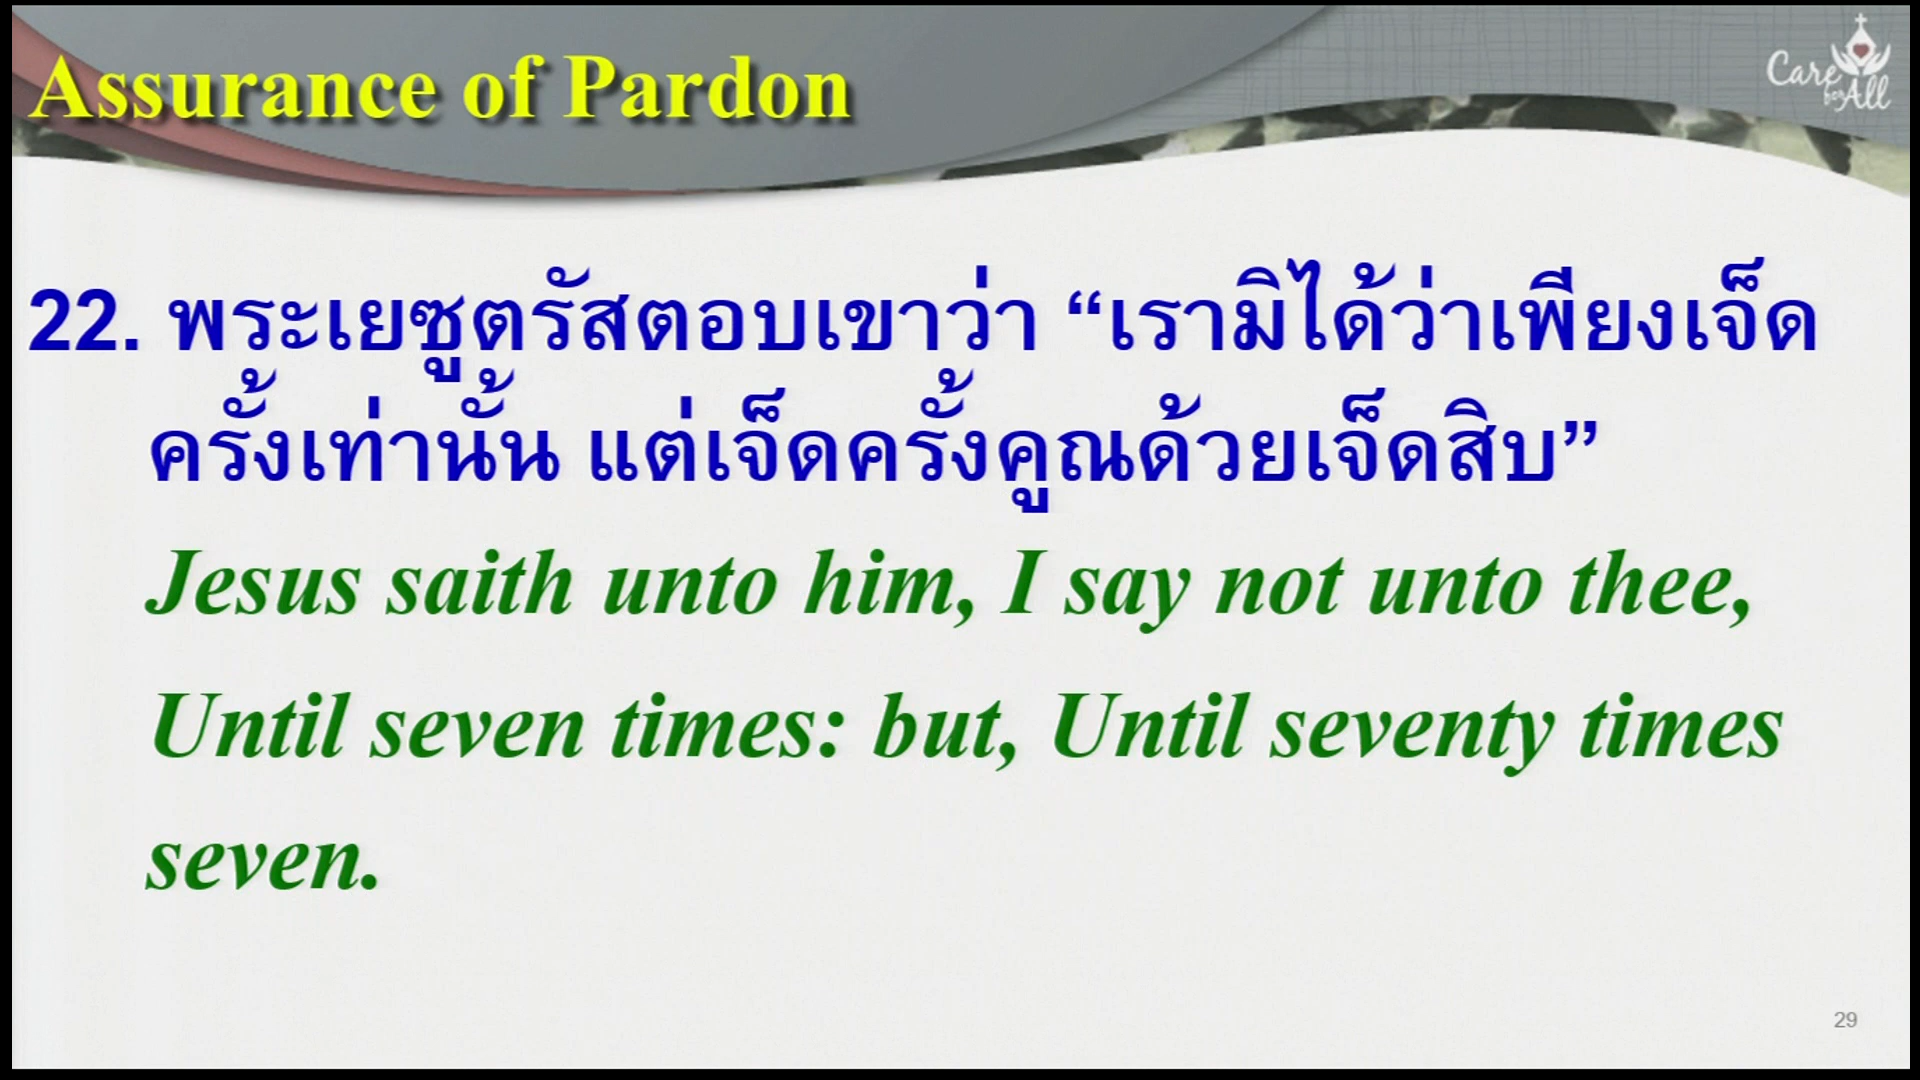 Assurance of Pardon
Care
for All
22. พระเยซูตรัสตอบเขาว่า “เรามิได้ว่าเพียงเจ็ด
ครั้งเท่านั้น แต่เจ็ดครั้งคูณด้วยเจ็ดสิบ”
Jesus saith unto him, I say not unto thee,
Until seven times: but, Until seventy times
seven.
29